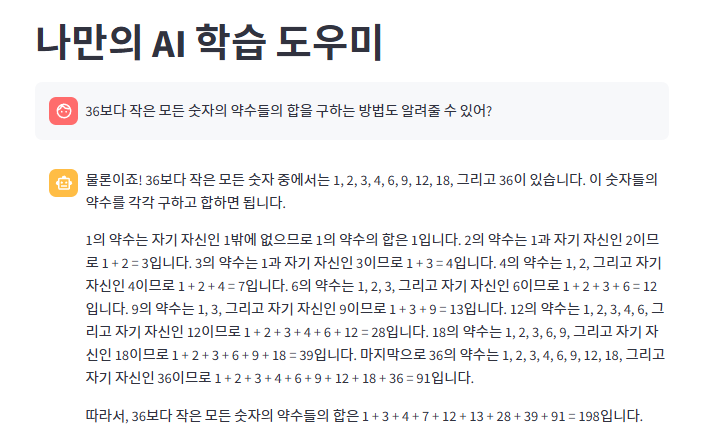 나만의 AI 학습 도우미
36보다 작은 모든 숫자의 약수들의 합을 구하는 방법도 알려줄 수 있어?
물론이죠! 36보다 작은 모든 숫자 중에서는 1, 2, 3, 4, 6, 9, 12, 18, 그리고 36이 있습니다. 이 숫자들의
약수를 각각 구하고 합하면 됩니다.
1의 약수는 자기 자신인 1밖에 없으므로 1의 약수의 합은 1입니다. 2의 약수는 1과 자기 자신인 2이므
로 1 + 2 = 3입니다. 3의 약수는 1과 자기 자신인 3이므로 1 + 3 = 4입니다. 4의 약수는 1, 2, 그리고 자기
자신인 4이므로 1 + 2 + 4 = 7입니다. 6의 약수는 1, 2, 3, 그리고 자기 자신인 6이므로 1 + 2 + 3 + 6 = 12
입니다. 9의 약수는 1, 3, 그리고 자기 자신인 9이므로 1 + 3 + 9 = 13입니다. 12의 약수는 1, 2, 3, 4, 6, 그
리고 자기 자신인 12이므로 1 + 2 + 3 + 4 + 6 + 12 = 28입니다. 18의 약수는 1, 2, 3, 6, 9, 그리고 자기 자
신인 18이므로 1 + 2 + 3 + 6 + 9 + 18 = 39입니다. 마지막으로 36의 약수는 1, 2, 3, 4, 6, 9, 12, 18, 그리고
자기 자신인 36이므로 1 + 2 + 3 + 4 + 6 + 9 + 12 + 18 + 36 = 91입니다.
따라서, 36보다 작은 모든 숫자의 약수들의 합은 1 + 3 + 4 + 7 + 12 + 13 + 28 + 39 + 91 = 198입니다.